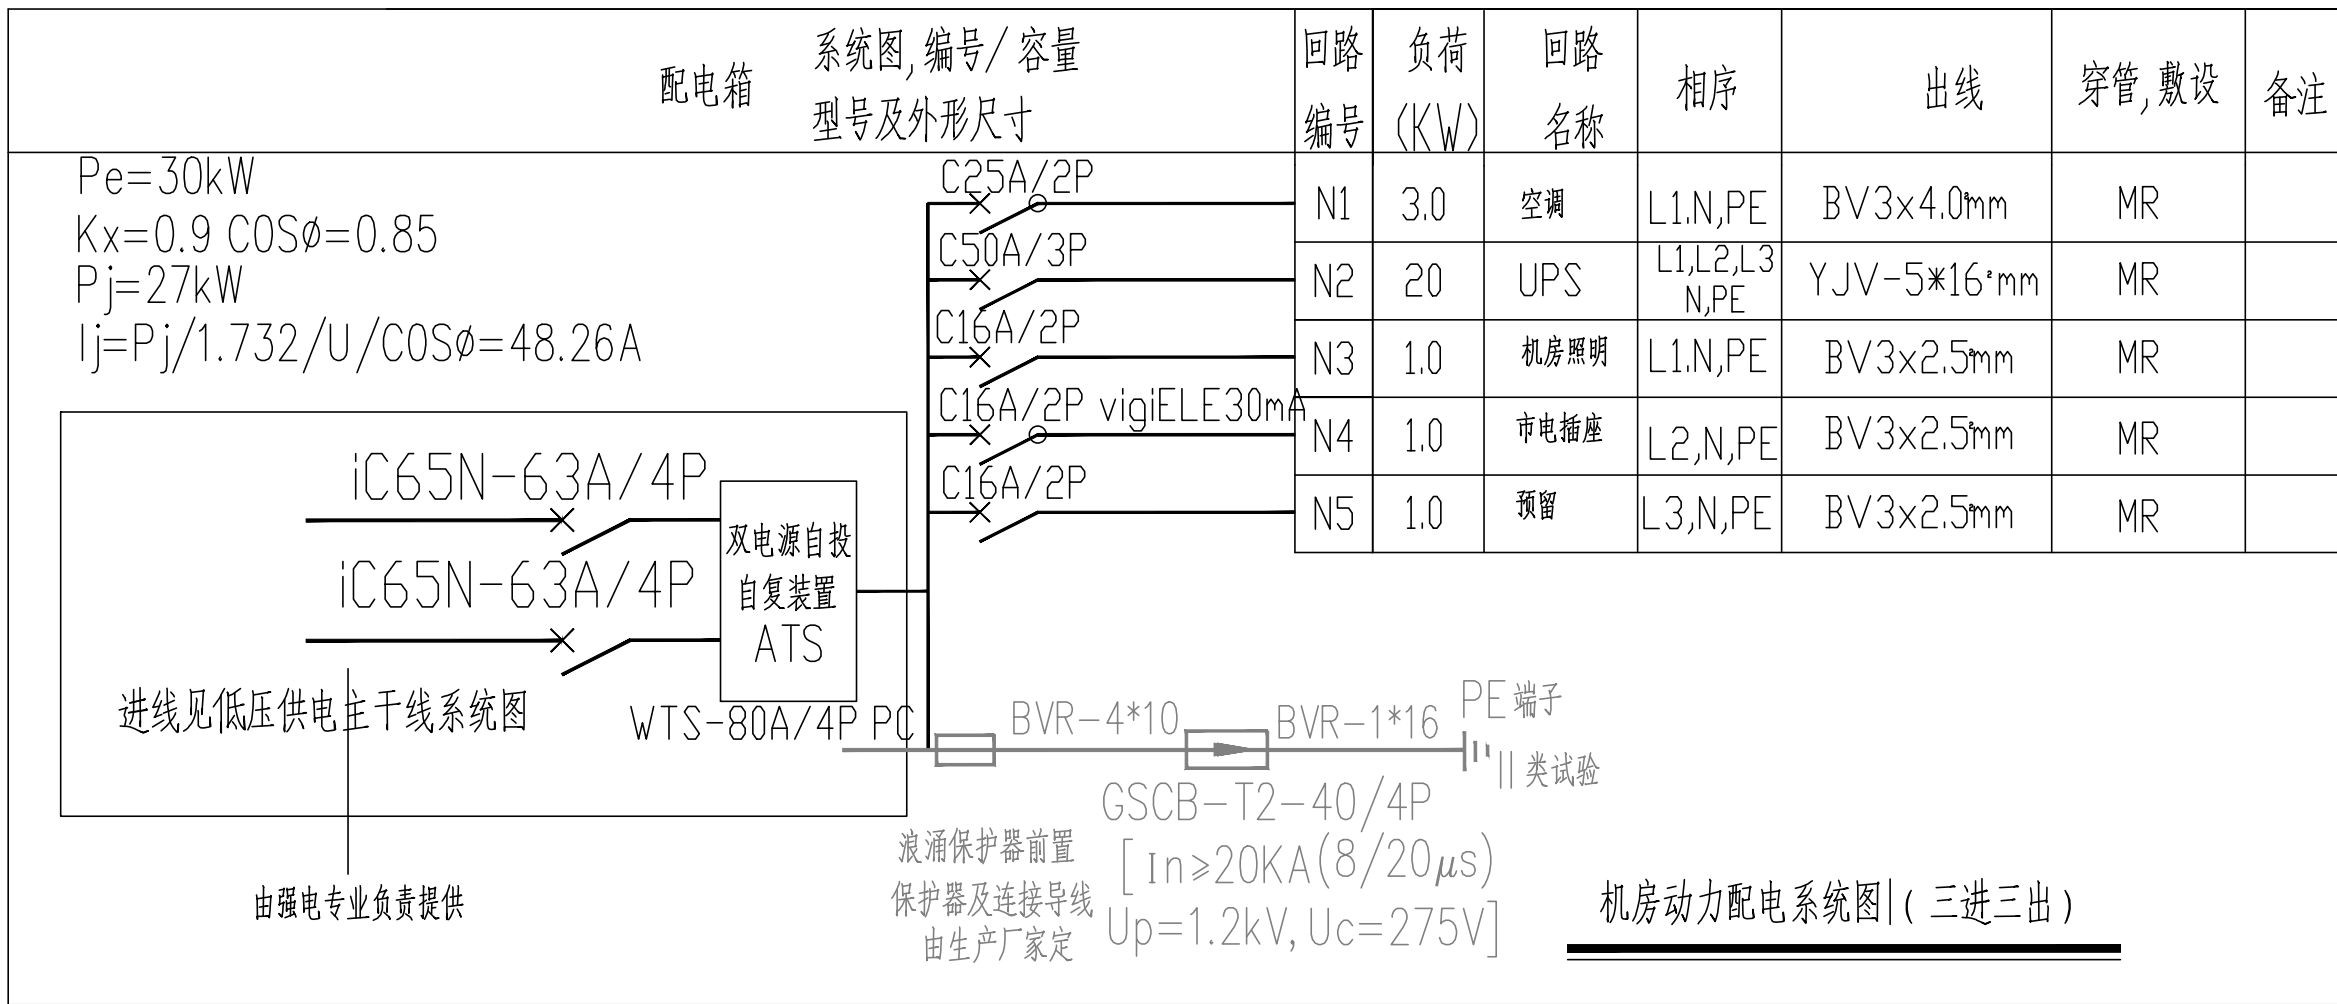 配电箱
系统图,编号/容量
型号及外形尺寸
回路
编号
负荷
(KW)
回路
名称
相序
出线
穿管,敷设
备注
Pe=30kW
Kx=0.9 COSø=0.85
Pj=27kW
Ij=Pj/1.732/U/COSø=48.26A
C25A/2P
N1 3.0 空调 L1.N,PE BV3x4.0mm² MR
C50A/3P
N2 20 UPS L1,L2,L3
N,PE
YJV-5*16mm² MR
C16A/2P
N3 1.0 机房照明 L1.N,PE BV3x2.5mm² MR
C16A/2P vigiELE30mA
N4 1.0 市电插座 L2,N,PE BV3x2.5mm² MR
C16A/2P
N5 1.0 预留 L3,N,PE BV3x2.5mm² MR
iC65N-63A/4P
iC65N-63A/4P
双电源自投
自复装置
ATS
进线见低压供电主干线系统图
WTS-80A/4P PC
由强电专业负责提供
BVR-4*10
BVR-1*16
PE端子
II类试验
GSCB-T2-40/4P
[In≥20KA(8/20μs)
Up=1.2kV,Uc=275V]
浪涌保护器前置
保护器及连接导线
由生产厂家定
机房动力配电系统图|(三进三出)